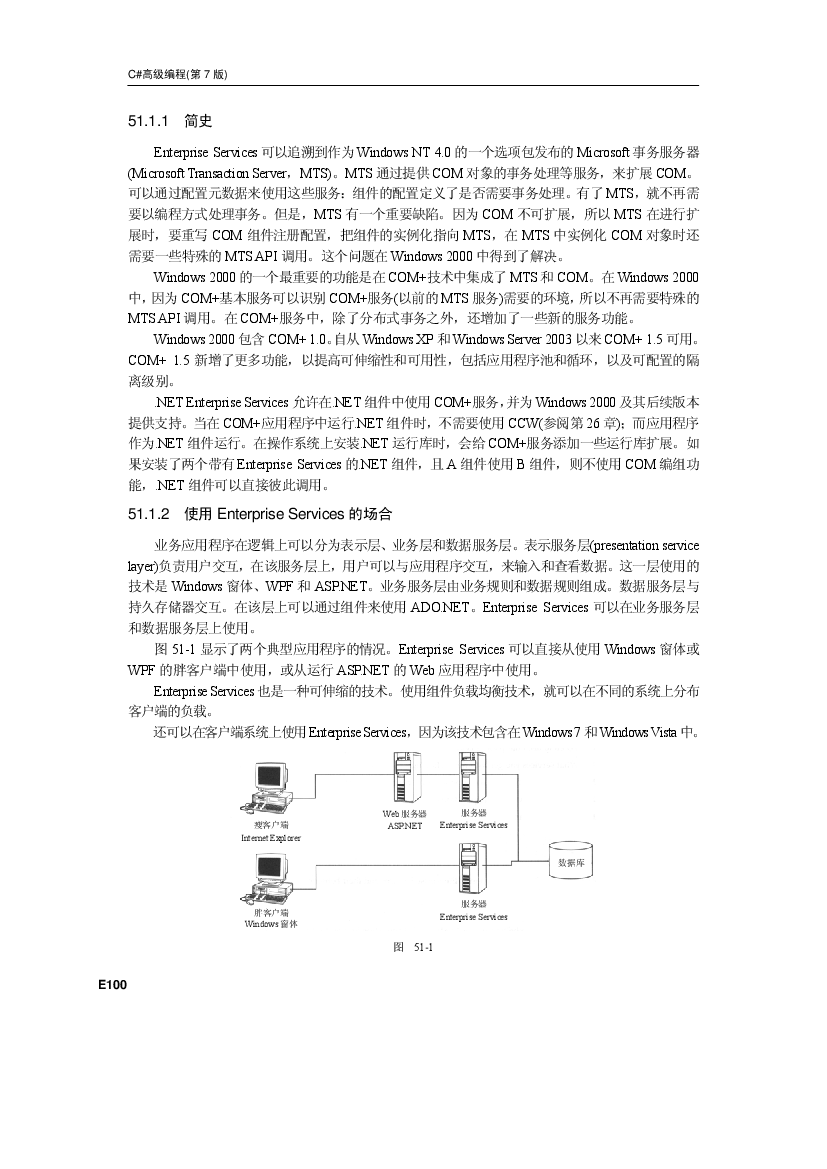 C#高级编程(第 7 版)
51.1.1 简史
Enterprise Services 可以追溯到作为 Windows NT 4.0 的一个选项包发布的 Microsoft 事务服务器
(Microsoft Transaction Server，MTS)。MTS 通过提供 COM 对象的事务处理等服务，来扩展 COM。
可以通过配置元数据来使用这些服务：组件的配置定义了是否需要事务处理。有了 MTS，就不再需
要以编程方式处理事务。但是，MTS 有一个重要缺陷。因为 COM 不可扩展，所以 MTS 在进行扩
展时，要重写 COM 组件注册配置，把组件的实例化指向 MTS，在 MTS 中实例化 COM 对象时还
需要一些特殊的 MTS API 调用。这个问题在 Windows 2000 中得到了解决。
Windows 2000 的一个最重要的功能是在 COM+技术中集成了 MTS 和 COM。在 Windows 2000
中，因为 COM+基本服务可以识别 COM+服务(以前的 MTS 服务)需要的环境，所以不再需要特殊的
MTS API 调用。在 COM+服务中，除了分布式事务之外，还增加了一些新的服务功能。
Windows 2000 包含 COM+ 1.0。自从 Windows XP 和 Windows Server 2003 以来 COM+ 1.5 可用。
COM+ 1.5 新增了更多功能，以提高可伸缩性和可用性，包括应用程序池和循环，以及可配置的隔
离级别。
.NET Enterprise Services 允许在.NET 组件中使用 COM+服务，并为 Windows 2000 及其后续版本
提供支持。当在 COM+应用程序中运行.NET 组件时，不需要使用 CCW(参阅第 26 章)；而应用程序
作为.NET 组件运行。在操作系统上安装.NET 运行库时，会给 COM+服务添加一些运行库扩展。如
果安装了两个带有 Enterprise Services 的.NET 组件，且 A 组件使用 B 组件，则不使用 COM 编组功
能，.NET 组件可以直接彼此调用。
51.1.2 使用 Enterprise Services 的场合
业务应用程序在逻辑上可以分为表示层、业务层和数据服务层。表示服务层(presentation service
layer)负责用户交互，在该服务层上，用户可以与应用程序交互，来输入和查看数据。这一层使用的
技术是 Windows 窗体、WPF 和 ASP.NET。业务服务层由业务规则和数据规则组成。数据服务层与
持久存储器交互。在该层上可以通过组件来使用 ADO.NET。Enterprise Services 可以在业务服务层
和数据服务层上使用。
图 51-1 显示了两个典型应用程序的情况。Enterprise Services 可以直接从使用 Windows 窗体或
WPF 的胖客户端中使用，或从运行 ASP.NET 的 Web 应用程序中使用。
Enterprise Services 也是一种可伸缩的技术。使用组件负载均衡技术，就可以在不同的系统上分布
客户端的负载。
还可以在客户端系统上使用 Enterprise Services，因为该技术包含在 Windows 7 和 Windows Vista 中。
瘦客户端
Internet Explorer
Web 服务器
ASP.NET
服务器
Enterprise Services
数据库
胖客户端
Windows 窗体
服务器
Enterprise Services
图 51-1
E100